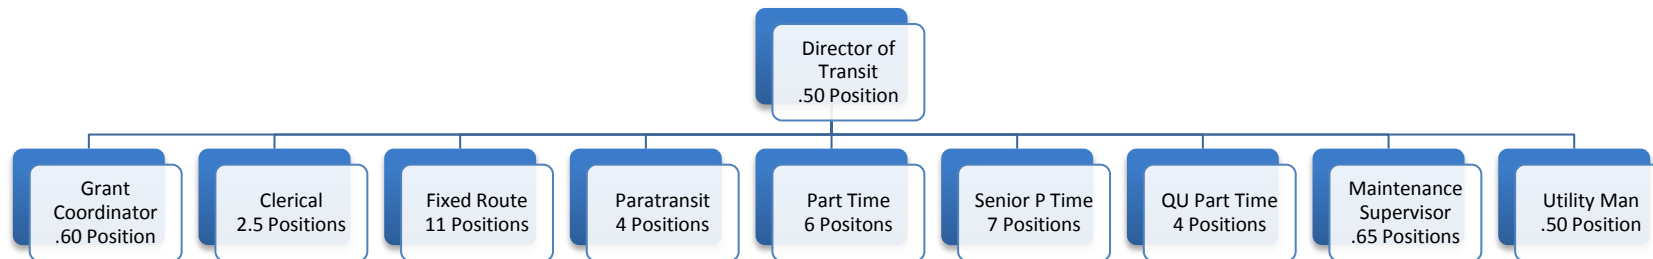 Director of
Transit
.50 Position
Grant
Coordinator
.60 Position
Clerical
2.5 Positions
Fixed Route
11 Positions
Paratransit
4 Positions
Part Time
6 Positons
Senior P Time
7 Positions
QU Part Time
4 Positions
Maintenance
Supervisor
.65 Positions
Utility Man
.50 Position